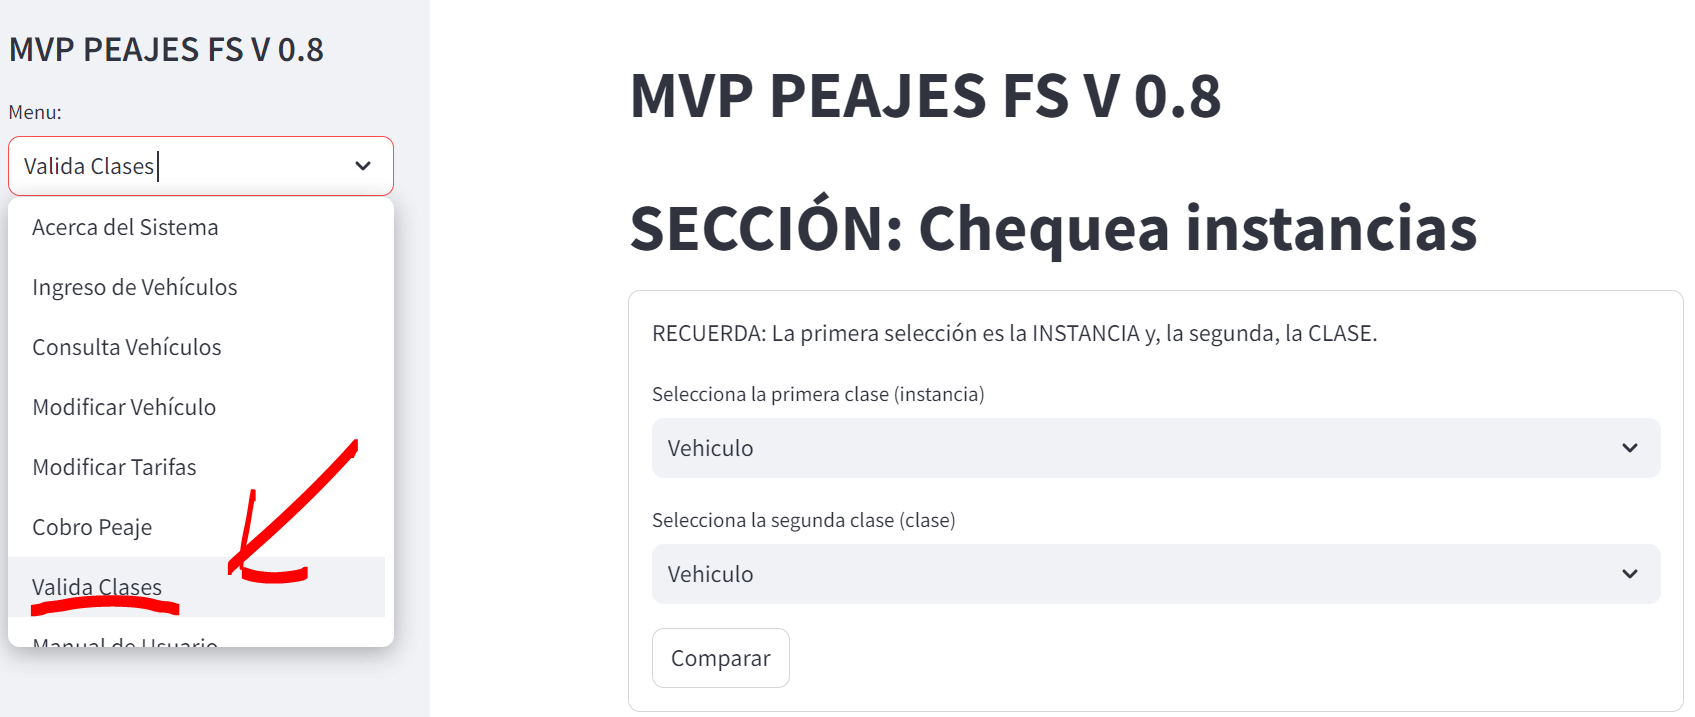 MVP PEAJES FS V 0.8
Menu:
Valida Clases
Acerca del Sistema
Ingreso de Vehículos
Consulta Vehículos
Modificar Vehículo
Modificar Tarifas
Cobro Peaje
Valida Clases
Manual de Usuario
MVP PEAJES FS V 0.8
SECCIÓN: Chequea instancias
RECUERDA: La primera selección es la INSTANCIA y, la segunda, la CLASE.
Selecciona la primera clase (instancia)
Vehiculo
Selecciona la segunda clase (clase)
Vehiculo
Comparar